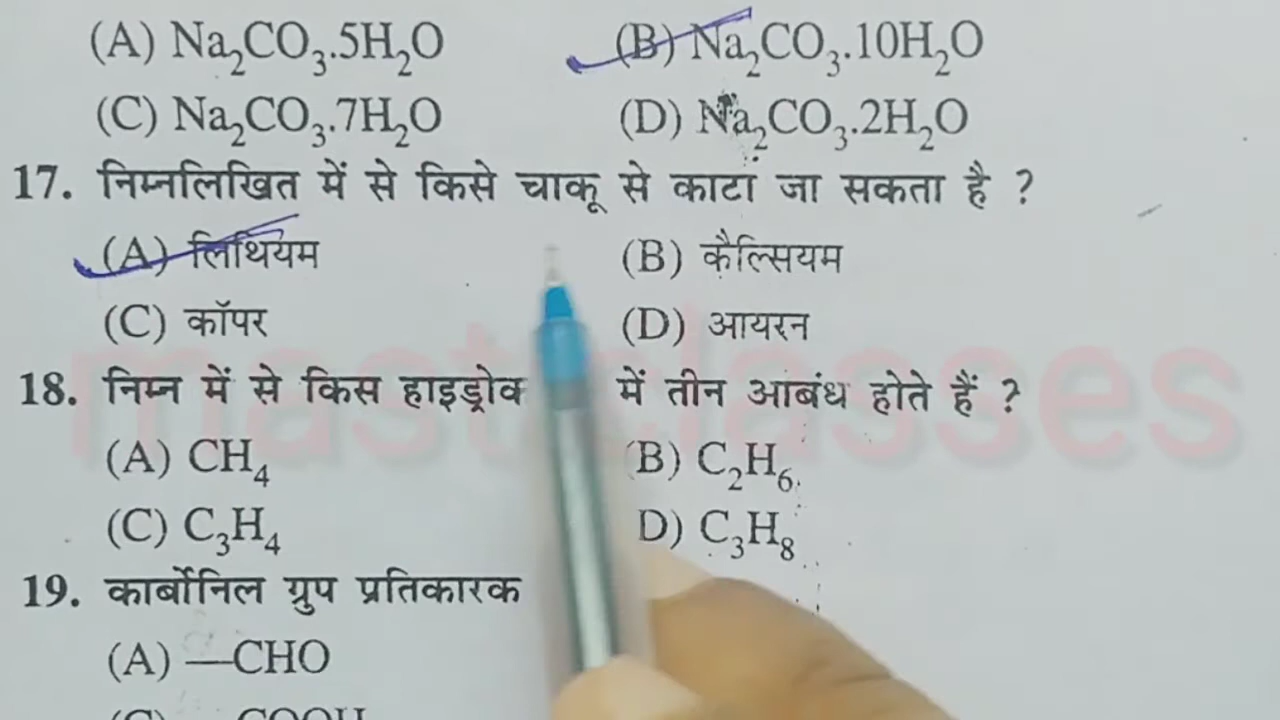 (A) Na₂CO₃.5H₂O (B) Na₂CO₃.10H₂O
(C) Na₂CO₃.7H₂O (D) Na₂CO₃.2H₂O
17. निम्नलिखित में से किसे चाकू से काटां जा सकता है ?
(A) लिथियम (B) कैल्सियम
(C) कॉपर (D) आयरन
18. निम्न में से किस हाइड्रोक में तीन आबंध होते हैं ?
(A) CH₄ (B) C₂H₆
(C) C₃H₄ D) C₃H₈
19. कार्बोनिल ग्रुप प्रतिकारक
(A) —CHO
(C) —COOH